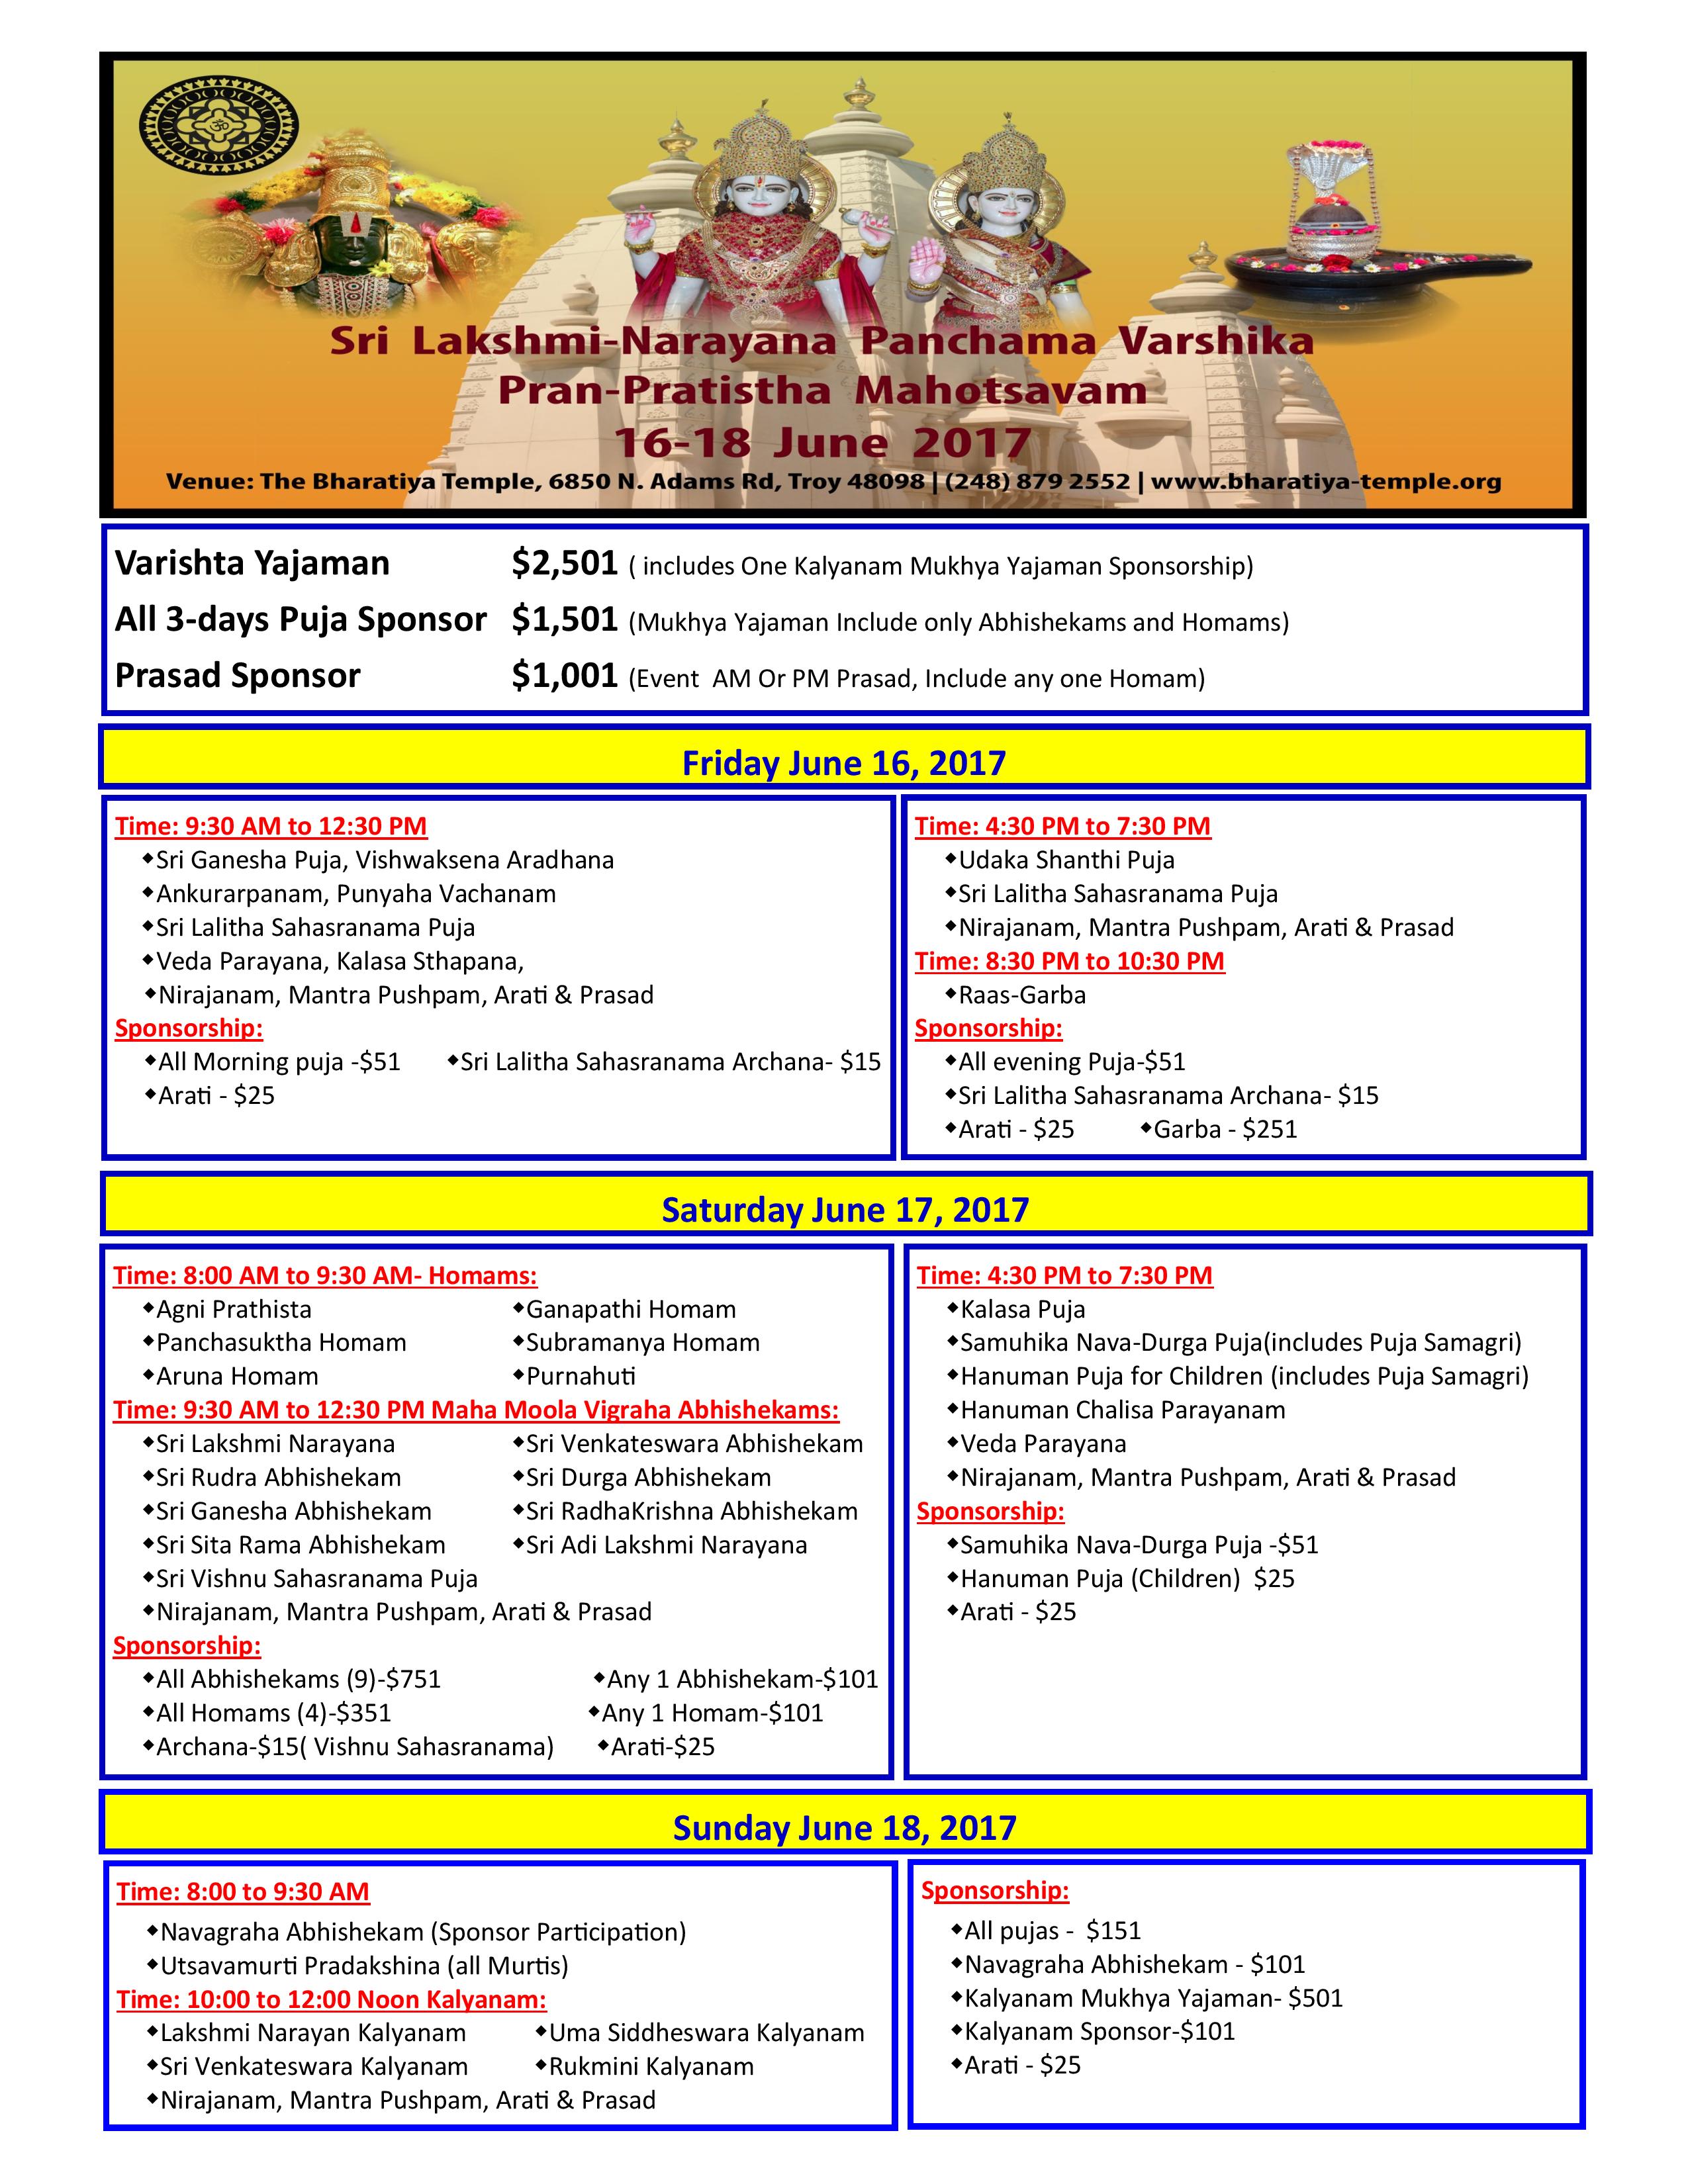 ॐ
Sri Lakshmi-Narayana Panchama Varshika
Pran-Pratistha Mahotsavam
16-18 June 2017
Venue: The Bharatiya Temple, 6850 N. Adams Rd, Troy 48098 | (248) 879 2552 | www.bharatiya-temple.org
Varishta Yajaman $2,501 ( includes One Kalyanam Mukhya Yajaman Sponsorship)
All 3-days Puja Sponsor $1,501 (Mukhya Yajaman Include only Abhishekams and Homams)
Prasad Sponsor $1,001 (Event AM Or PM Prasad, Include any one Homam)
Friday June 16, 2017
Time: 9:30 AM to 12:30 PM
◆Sri Ganesha Puja, Vishwaksena Aradhana
◆Ankurarpanam, Punyaha Vachanam
◆Sri Lalitha Sahasranama Puja
◆Veda Parayana, Kalasa Sthapana,
◆Nirajanam, Mantra Pushpam, Arati & Prasad
Sponsorship:
◆All Morning puja -$51 ◆Sri Lalitha Sahasranama Archana- $15
◆Arati - $25
Time: 4:30 PM to 7:30 PM
◆Udaka Shanthi Puja
◆Sri Lalitha Sahasranama Puja
◆Nirajanam, Mantra Pushpam, Arati & Prasad
Time: 8:30 PM to 10:30 PM
◆Raas-Garba
Sponsorship:
◆All evening Puja-$51
◆Sri Lalitha Sahasranama Archana- $15
◆Arati - $25 ◆Garba - $251
Saturday June 17, 2017
Time: 8:00 AM to 9:30 AM- Homams:
◆Agni Prathista ◆Ganapathi Homam
◆Panchasuktha Homam ◆Subramanya Homam
◆Aruna Homam ◆Purnahuti
Time: 9:30 AM to 12:30 PM Maha Moola Vigraha Abhishekams:
◆Sri Lakshmi Narayana ◆Sri Venkateswara Abhishekam
◆Sri Rudra Abhishekam ◆Sri Durga Abhishekam
◆Sri Ganesha Abhishekam ◆Sri RadhaKrishna Abhishekam
◆Sri Sita Rama Abhishekam ◆Sri Adi Lakshmi Narayana
◆Sri Vishnu Sahasranama Puja
◆Nirajanam, Mantra Pushpam, Arati & Prasad
Sponsorship:
◆All Abhishekams (9)-$751 ◆Any 1 Abhishekam-$101
◆All Homams (4)-$351 ◆Any 1 Homam-$101
◆Archana-$15( Vishnu Sahasranama) ◆Arati-$25
Time: 4:30 PM to 7:30 PM
◆Kalasa Puja
◆Samuhika Nava-Durga Puja(includes Puja Samagri)
◆Hanuman Puja for Children (includes Puja Samagri)
◆Hanuman Chalisa Parayanam
◆Veda Parayana
◆Nirajanam, Mantra Pushpam, Arati & Prasad
Sponsorship:
◆Samuhika Nava-Durga Puja -$51
◆Hanuman Puja (Children) $25
◆Arati - $25
Sunday June 18, 2017
Time: 8:00 to 9:30 AM
◆Navagraha Abhishekam (Sponsor Participation)
◆Utsavamurti Pradakshina (all Murtis)
Time: 10:00 to 12:00 Noon Kalyanam:
◆Lakshmi Narayan Kalyanam ◆Uma Siddheswara Kalyanam
◆Sri Venkateswara Kalyanam ◆Rukmini Kalyanam
◆Nirajanam, Mantra Pushpam, Arati & Prasad
Sponsorship:
◆All pujas - $151
◆Navagraha Abhishekam - $101
◆Kalyanam Mukhya Yajaman- $501
◆Kalyanam Sponsor-$101
◆Arati - $25